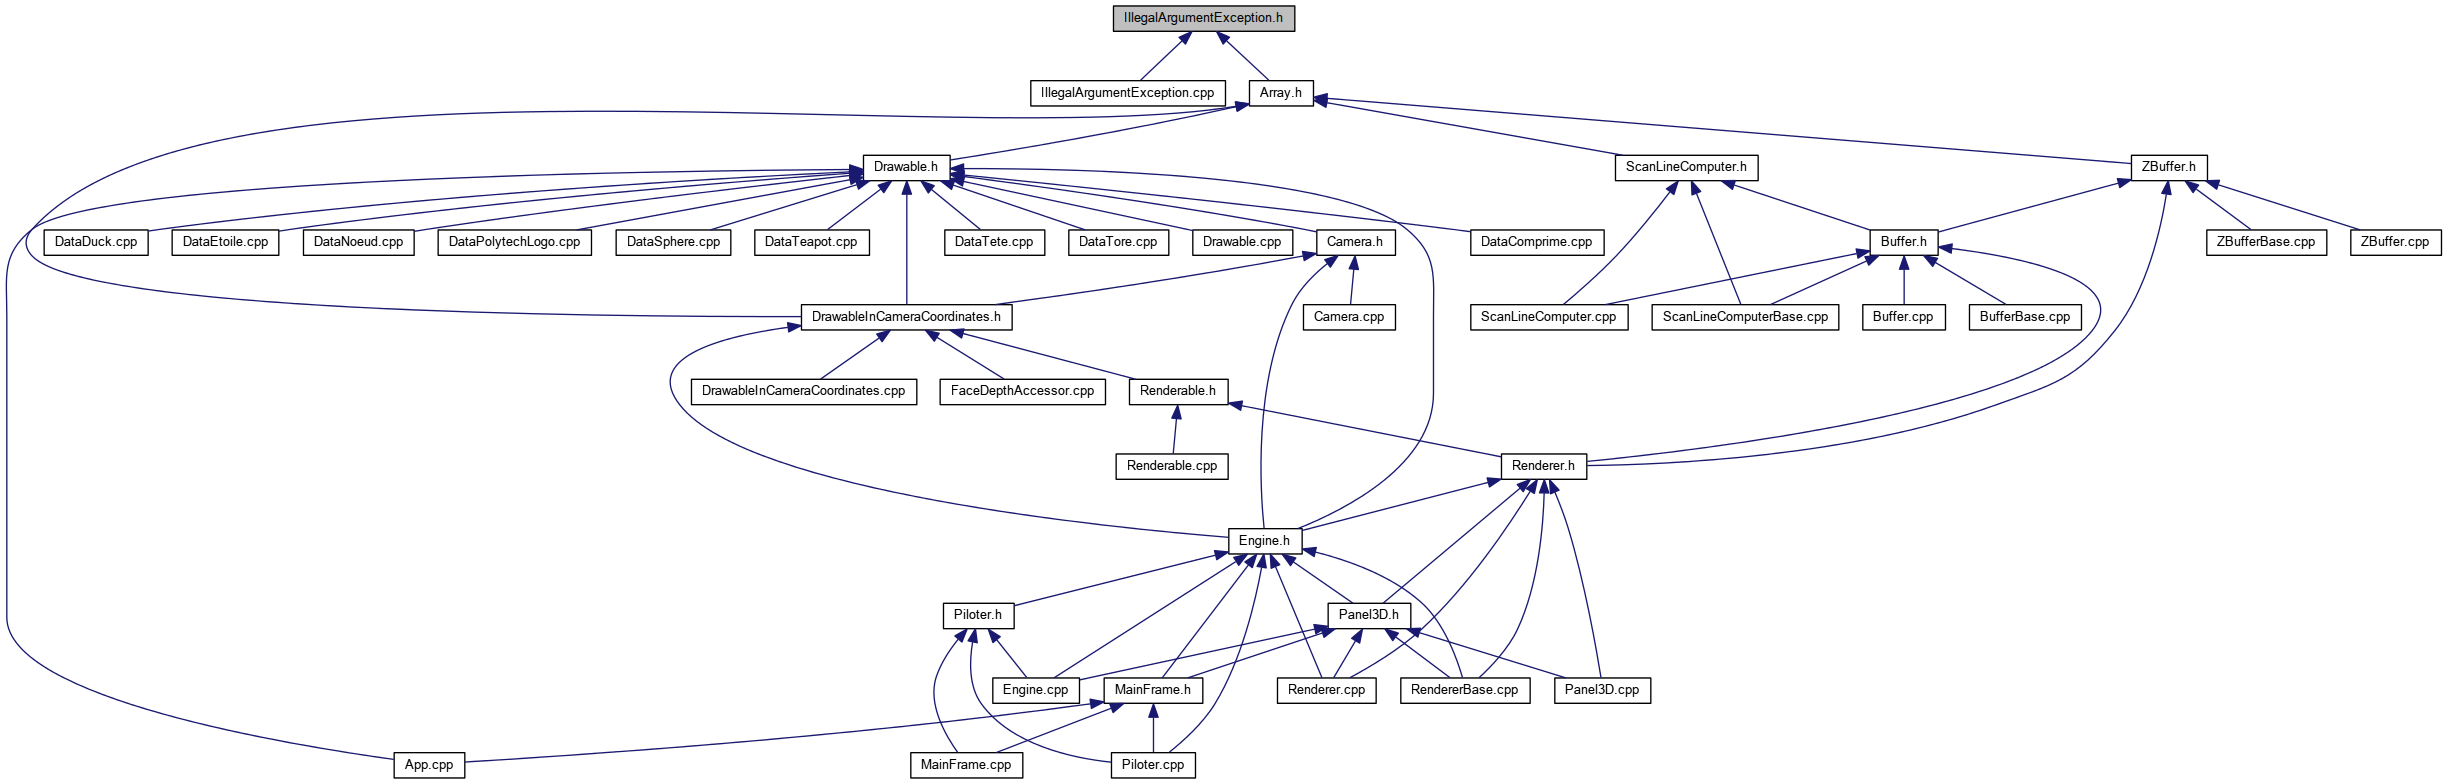 IllegalArgumentException.h
IllegalArgumentException.cpp
Array.h
Drawable.h
ScanLineComputer.h
ZBuffer.h
DataDuck.cpp
DataEtoile.cpp
DataNoeud.cpp
DataPolytechLogo.cpp
DataSphere.cpp
DataTeapot.cpp
DataTete.cpp
DataTore.cpp
Drawable.cpp
Camera.h
DataComprime.cpp
Buffer.h
ZBufferBase.cpp
ZBuffer.cpp
DrawableInCameraCoordinates.h
Camera.cpp
ScanLineComputer.cpp
ScanLineComputerBase.cpp
Buffer.cpp
BufferBase.cpp
DrawableInCameraCoordinates.cpp
FaceDepthAccessor.cpp
Renderable.h
Renderable.cpp
Renderer.h
Engine.h
Piloter.h
Panel3D.h
Engine.cpp
MainFrame.h
Renderer.cpp
RendererBase.cpp
Panel3D.cpp
App.cpp
MainFrame.cpp
Piloter.cpp